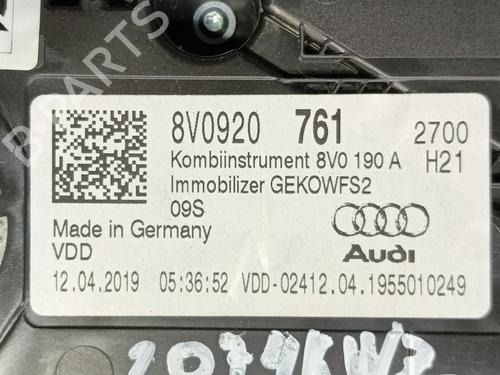 8V0920 761 2700
Kombiinstrument 8V0 190 A H21
Immobilizer GEKOWFS2
09S
Made in Germany
VDD
Audi
12.04.2019 05:36:52 VDD-02412.04.1955010249
B-PARTS